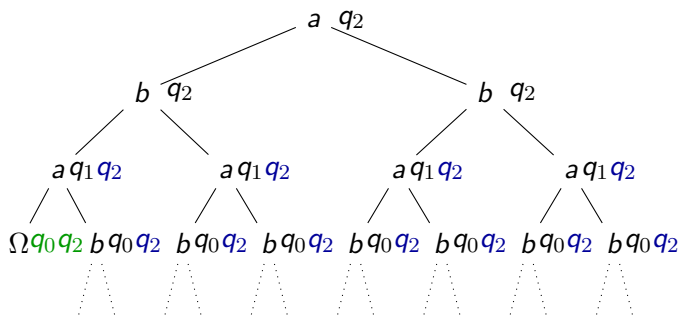 a q₂
b q₂ b q₂
a q₁ q₂ a q₁ q₂ a q₁ q₂ a q₁ q₂
Ω q₀ q₂ b q₀ q₂ b q₀ q₂ b q₀ q₂ b q₀ q₂ b q₀ q₂ b q₀ q₂ b q₀ q₂